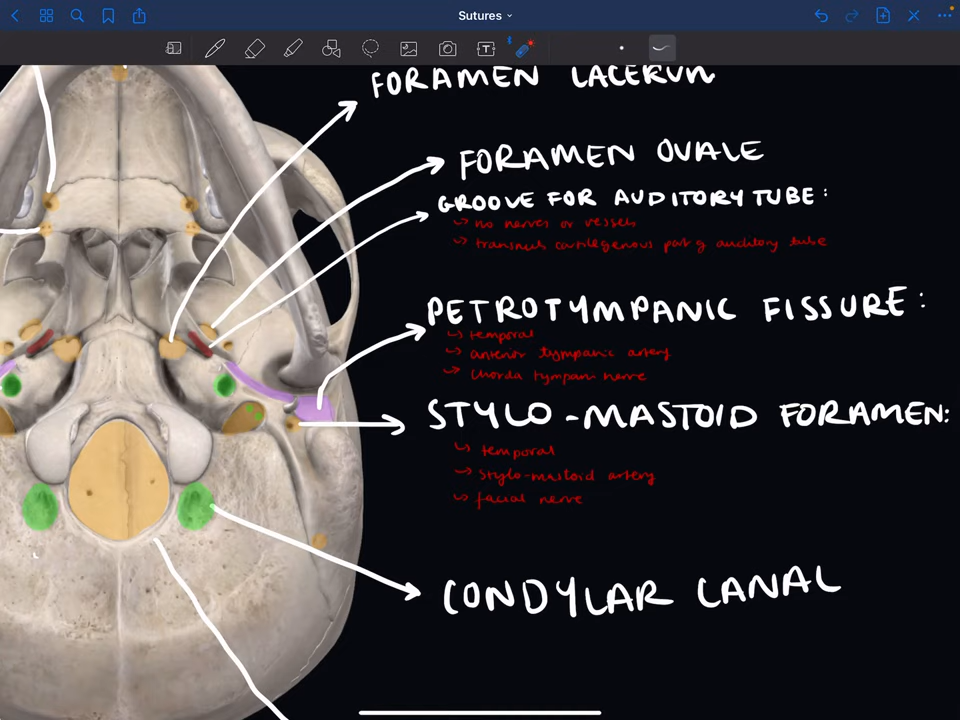 Sutures
FORAMEN LACERUM
FORAMEN OVALE
GROOVE FOR AUDITORY TUBE:
no nerves or vessels
transmits cartilegenous part of auditory tube
PETROTYMPANIC FISSURE:
temporal
anterior tympanic artery
chorda tympani nerve
STYLO-MASTOID FORAMEN:
temporal
stylo-mastoid artery
facial nerve
CONDYLAR CANAL